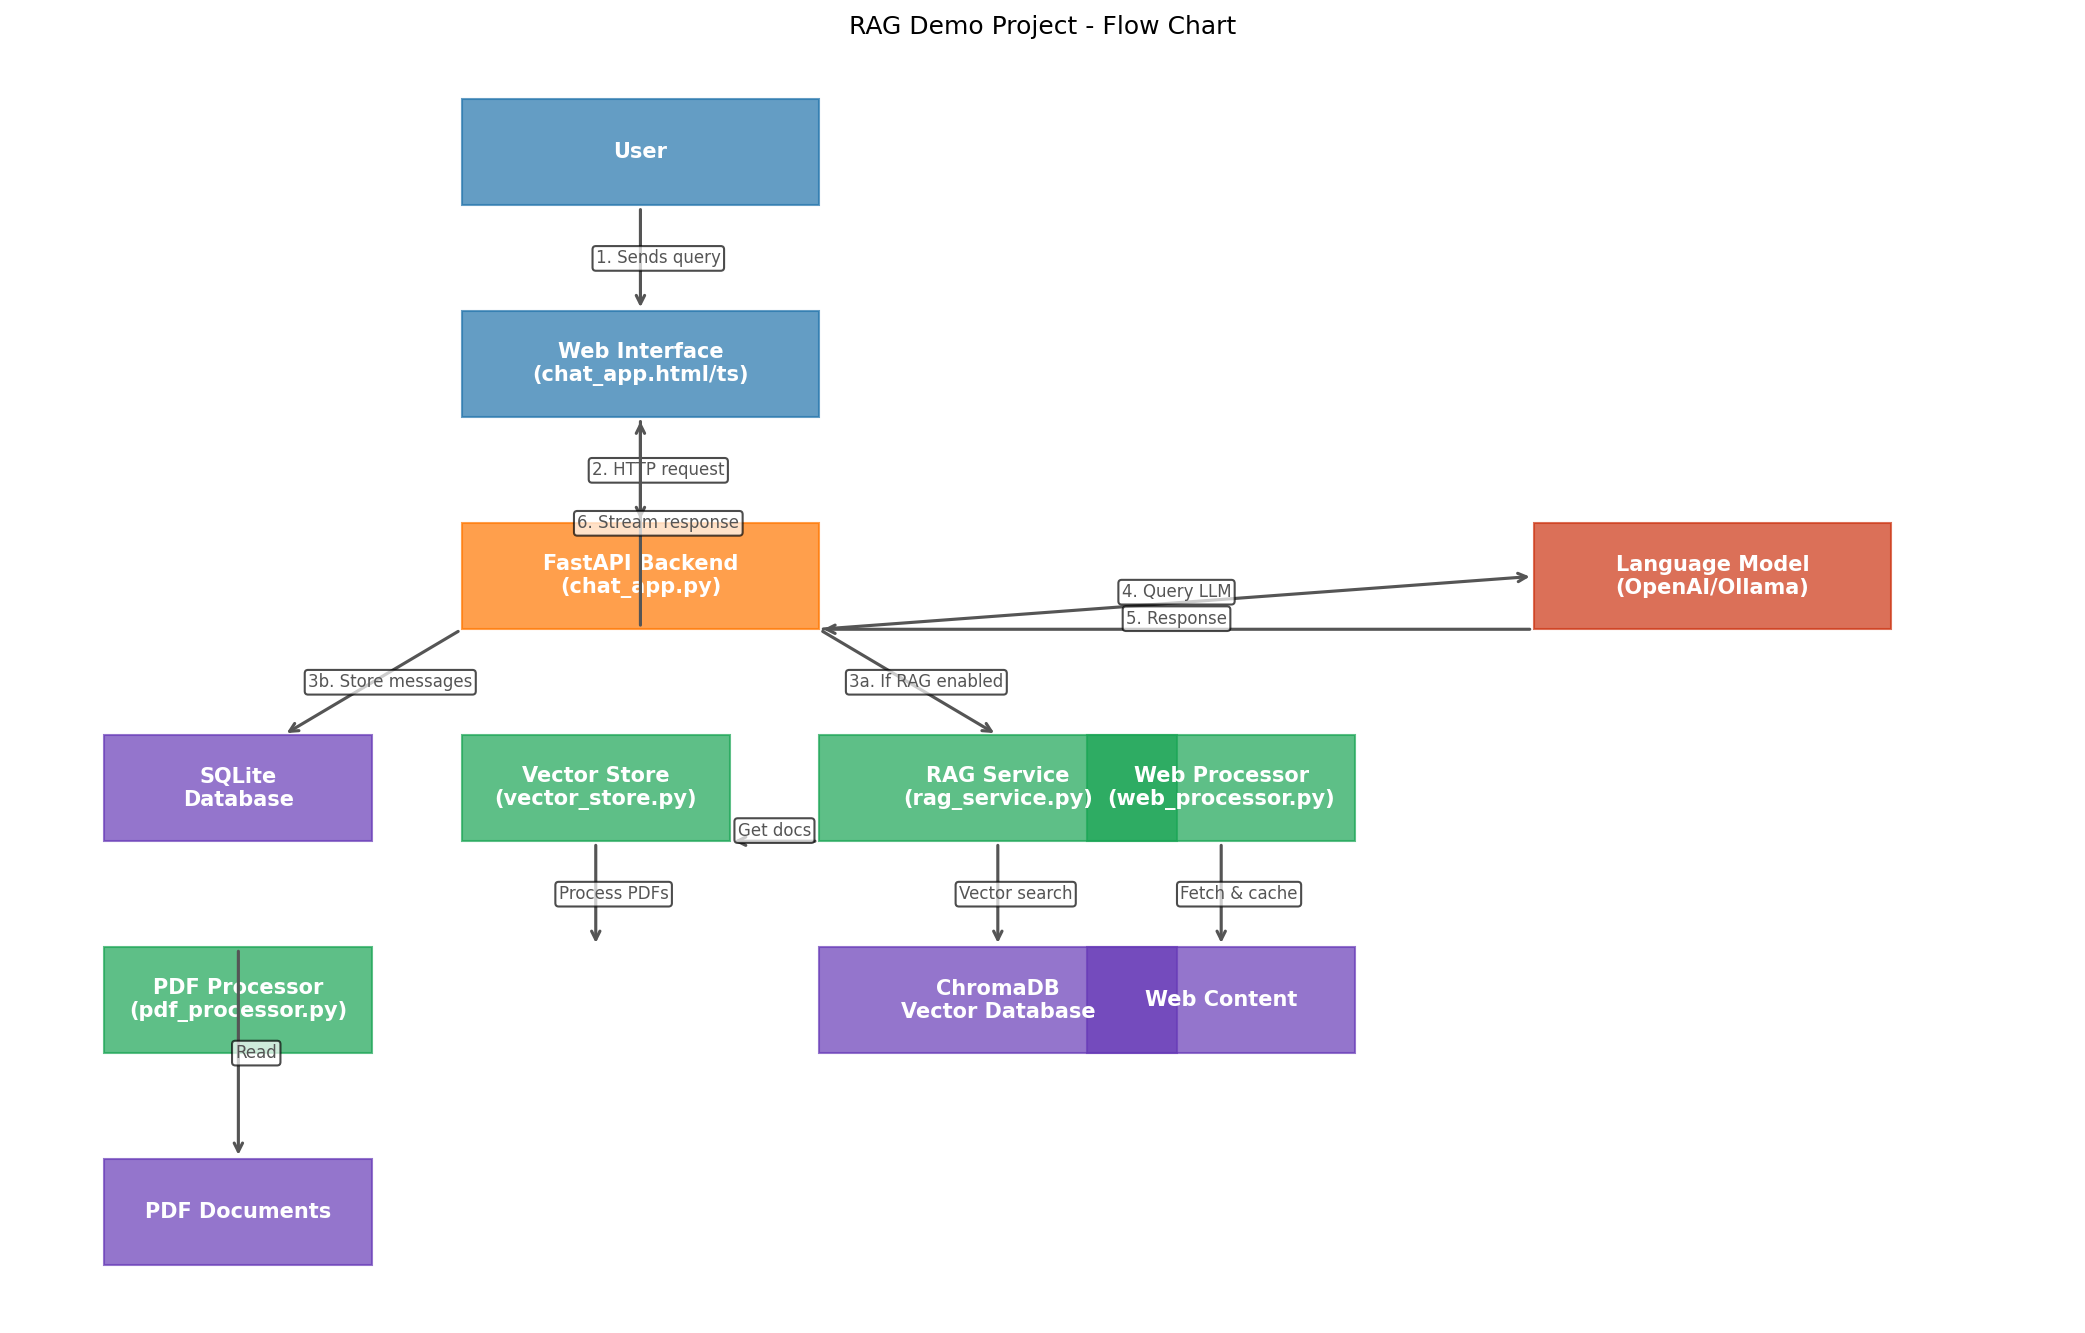 RAG Demo Project - Flow Chart
User
1. Sends query
Web Interface
(chat_app.html/ts)
2. HTTP request
6. Stream response
FastAPI Backend
(chat_app.py)
Language Model
(OpenAI/Ollama)
4. Query LLM
5. Response
3b. Store messages
3a. If RAG enabled
SQLite
Database
Vector Store
(vector_store.py)
RAG Service
(rag_service.py)
Web Processor
(web_processor.py)
Get docs
Process PDFs
Vector search
Fetch & cache
PDF Processor
(pdf_processor.py)
ChromaDB
Vector Database
Web Content
Read
PDF Documents